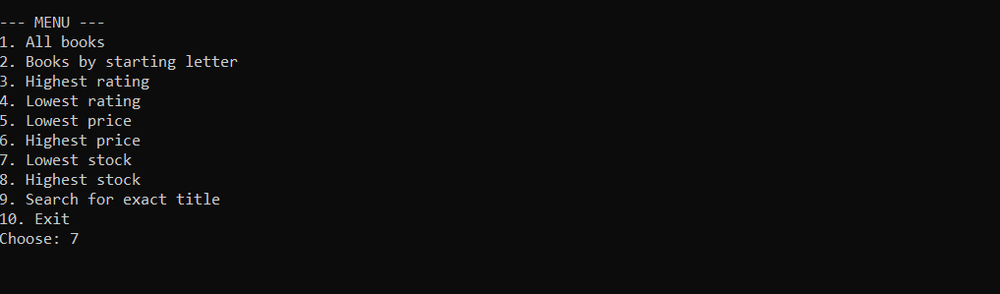 --- MENU ---
1. All books
2. Books by starting letter
3. Highest rating
4. Lowest rating
5. Lowest price
6. Highest price
7. Lowest stock
8. Highest stock
9. Search for exact title
10. Exit
Choose: 7